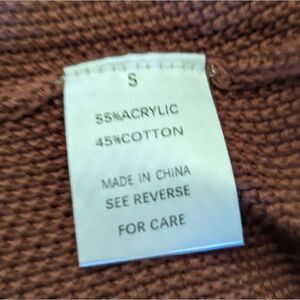 S
55%ACRYLIC
45%COTTON
MADE IN CHINA
SEE REVERSE
FOR CARE